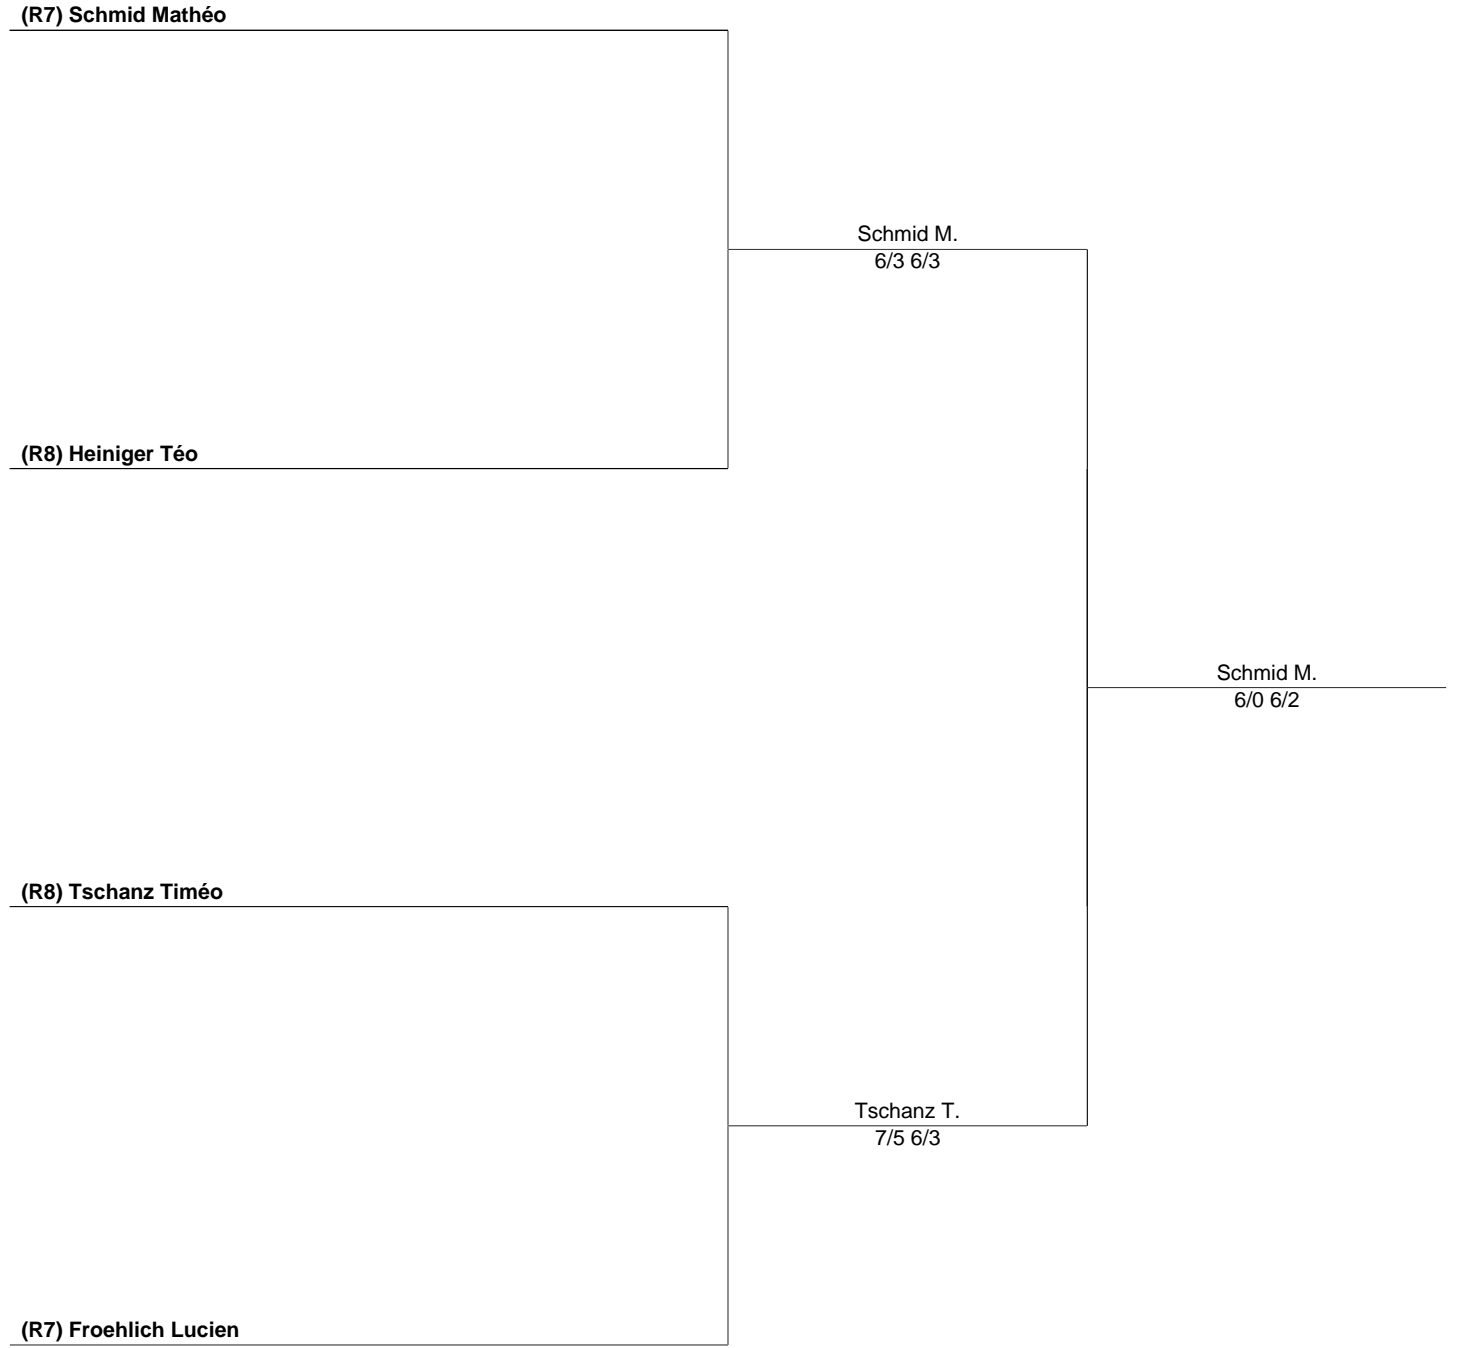 (R7) Schmid Mathéo
Schmid M.
6/3 6/3
(R8) Heiniger Téo
Schmid M.
6/0 6/2
(R8) Tschanz Timéo
Tschanz T.
7/5 6/3
(R7) Froehlich Lucien